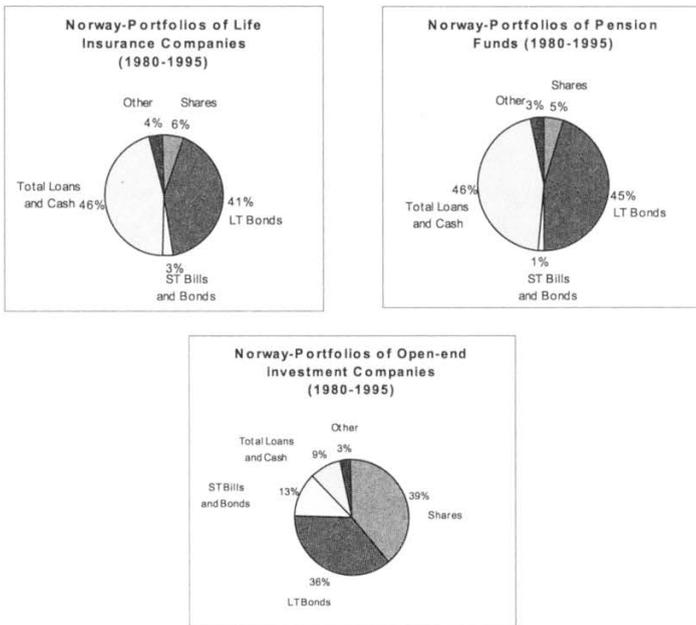 Norway-Portfolios of Life
Insurance Companies
(1980-1995)
Other
Shares
4%
6%
Total Loans
and Cash
46%
41%
LT Bonds
3%
ST Bills
and Bonds
Norway-Portfolios of Pension
Funds (1980-1995)
Shares
Other
3%
5%
46%
Total Loans
and Cash
45%
LT Bonds
1%
ST Bills
and Bonds
Norway-Portfolios of Open-end
Investment Companies
(1980-1995)
Other
Total Loans
and Cash
9%
3%
ST Bills
and Bonds
13%
39%
Shares
36%
LT Bonds